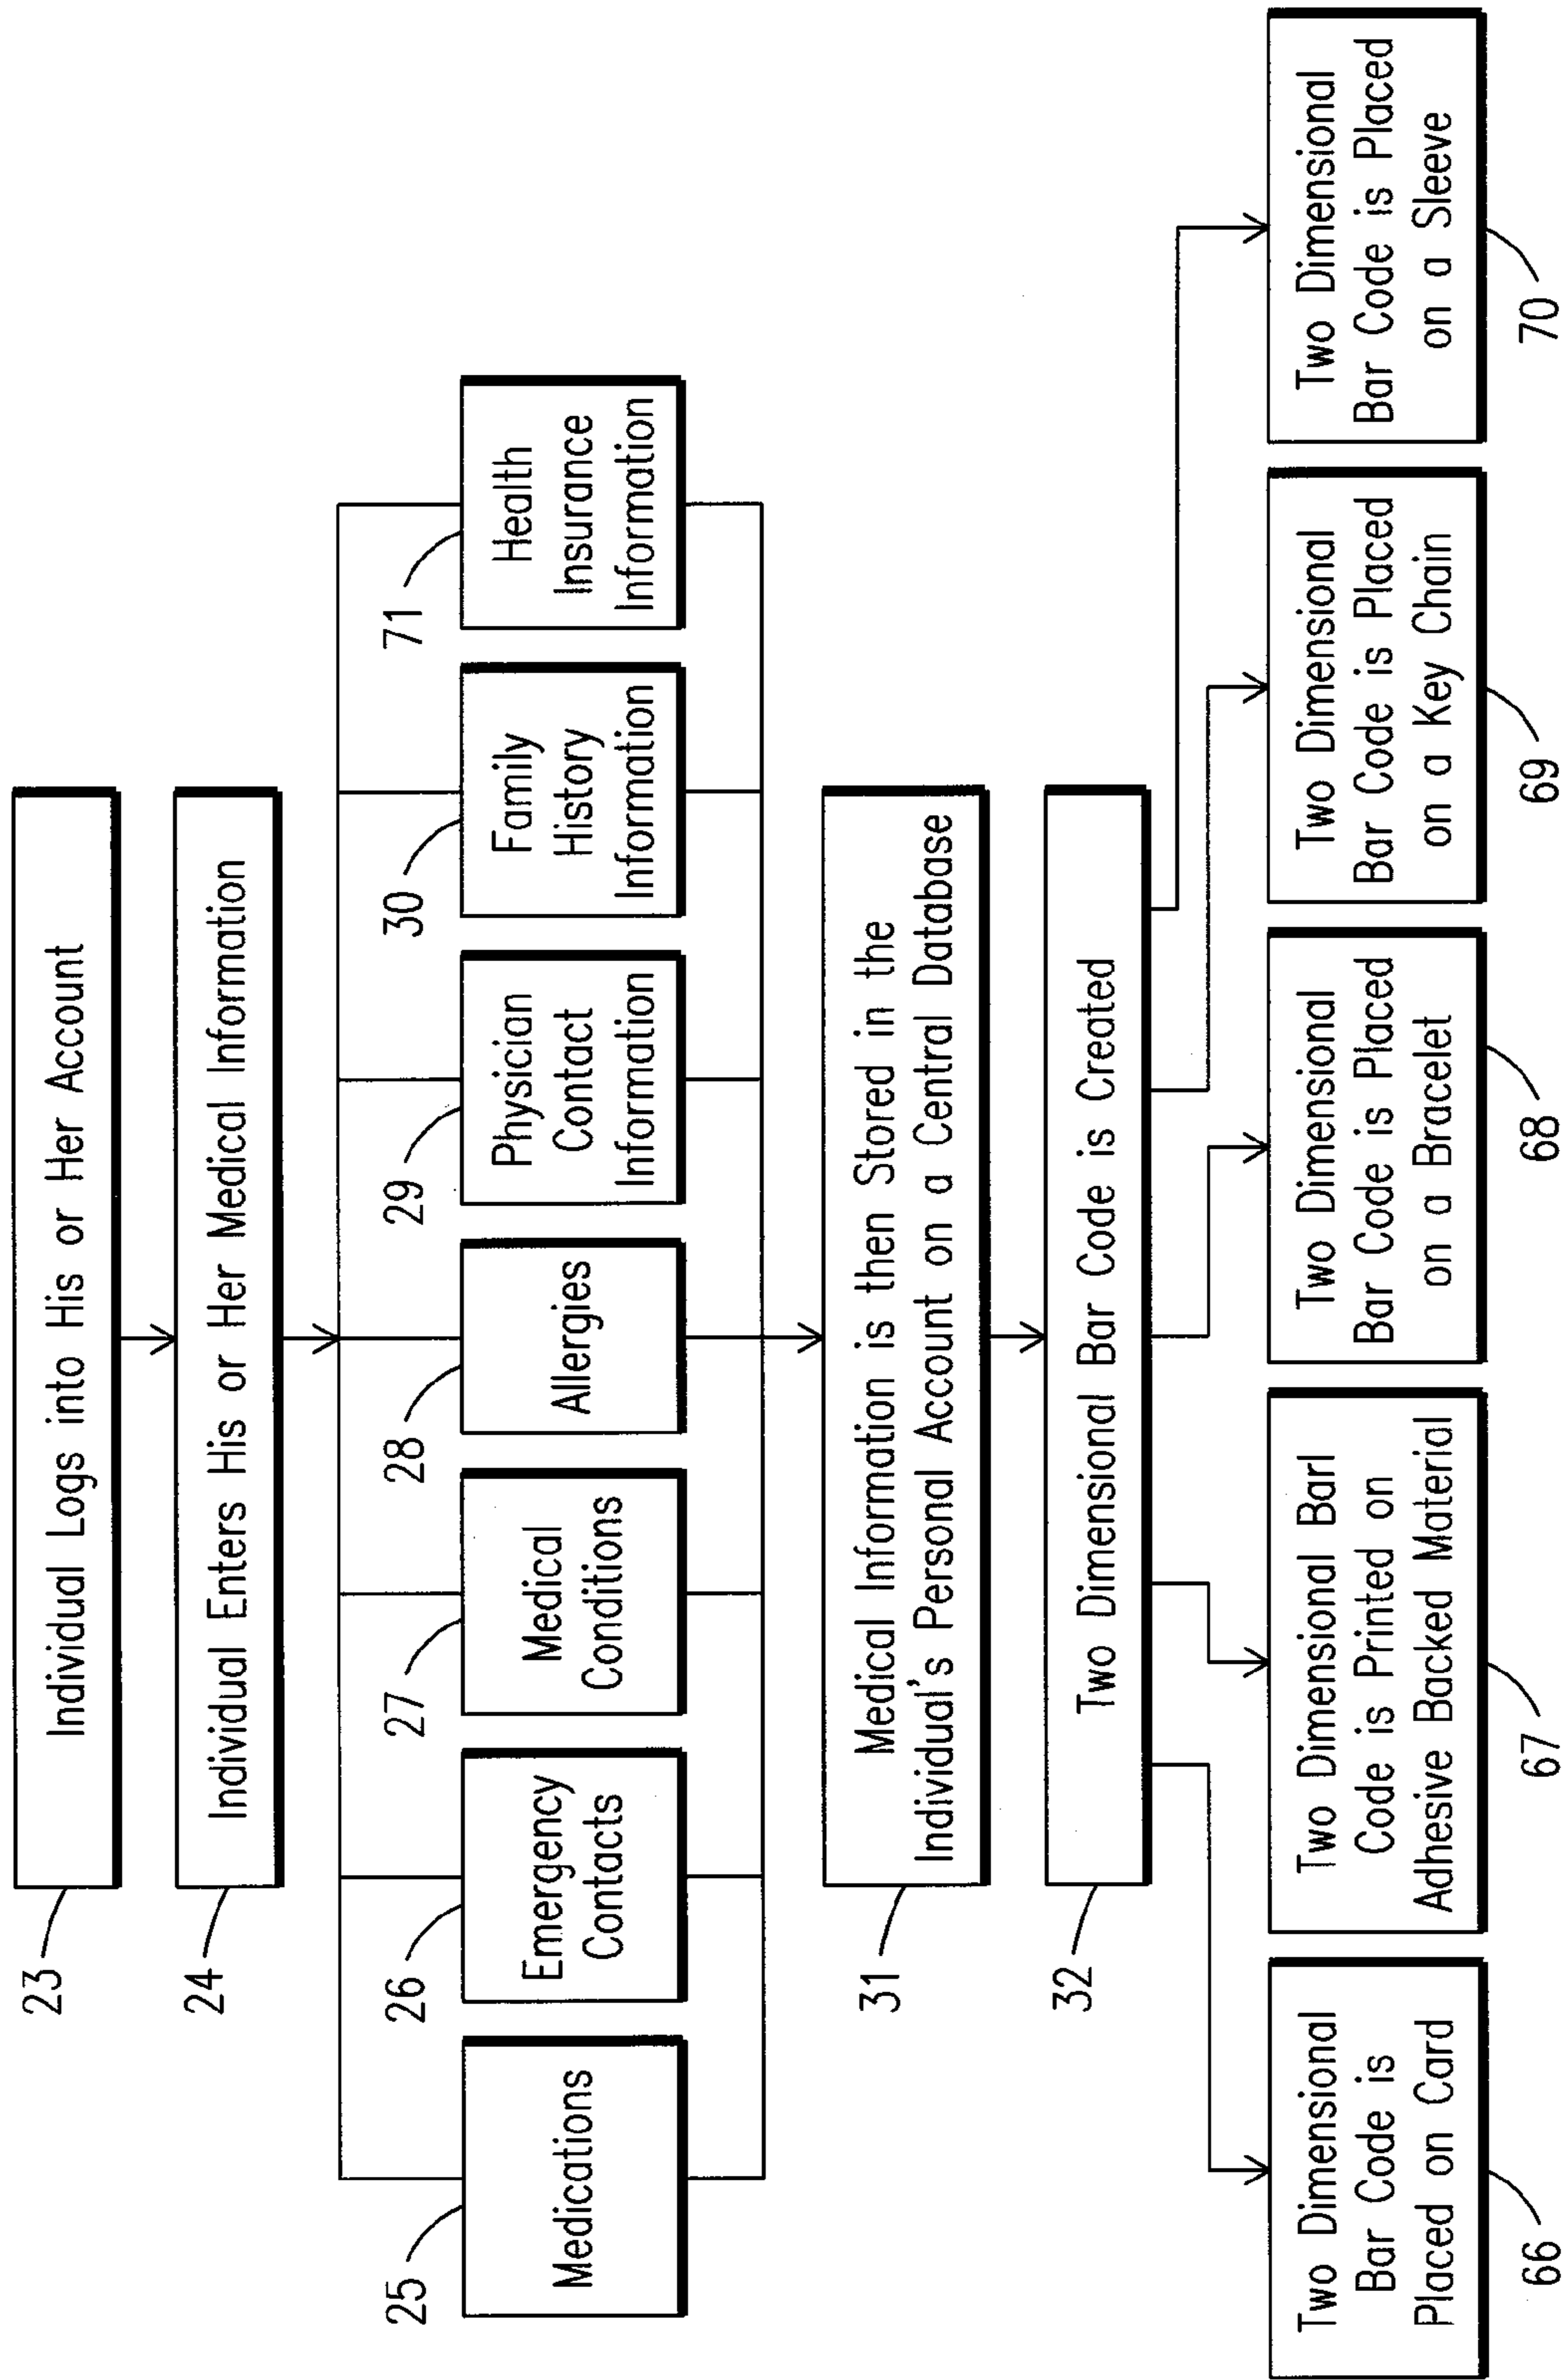 23
Individual Logs into His or Her Account
24
Individual Enters His or Her Medical Information
25
Medications
26
Emergency
Contacts
27
Medical
Conditions
28
Allergies
29
Physician
Contact
Information
30
Family
History
Information
71
Health
Insurance
Information
31
Medical Information is then Stored in the
Individual's Personal Account on a Central Database
32
Two Dimensional Bar Code is Created
Two Dimensional
Bar Code is
Placed on Card
66
Two Dimensional Barl
Code is Printed on
Adhesive Backed Material
67
Two Dimensional
Bar Code is Placed
on a Bracelet
68
Two Dimensional
Bar Code is Placed
on a Key Chain
69
Two Dimensional
Bar Code is Placed
on a Sleeve
70